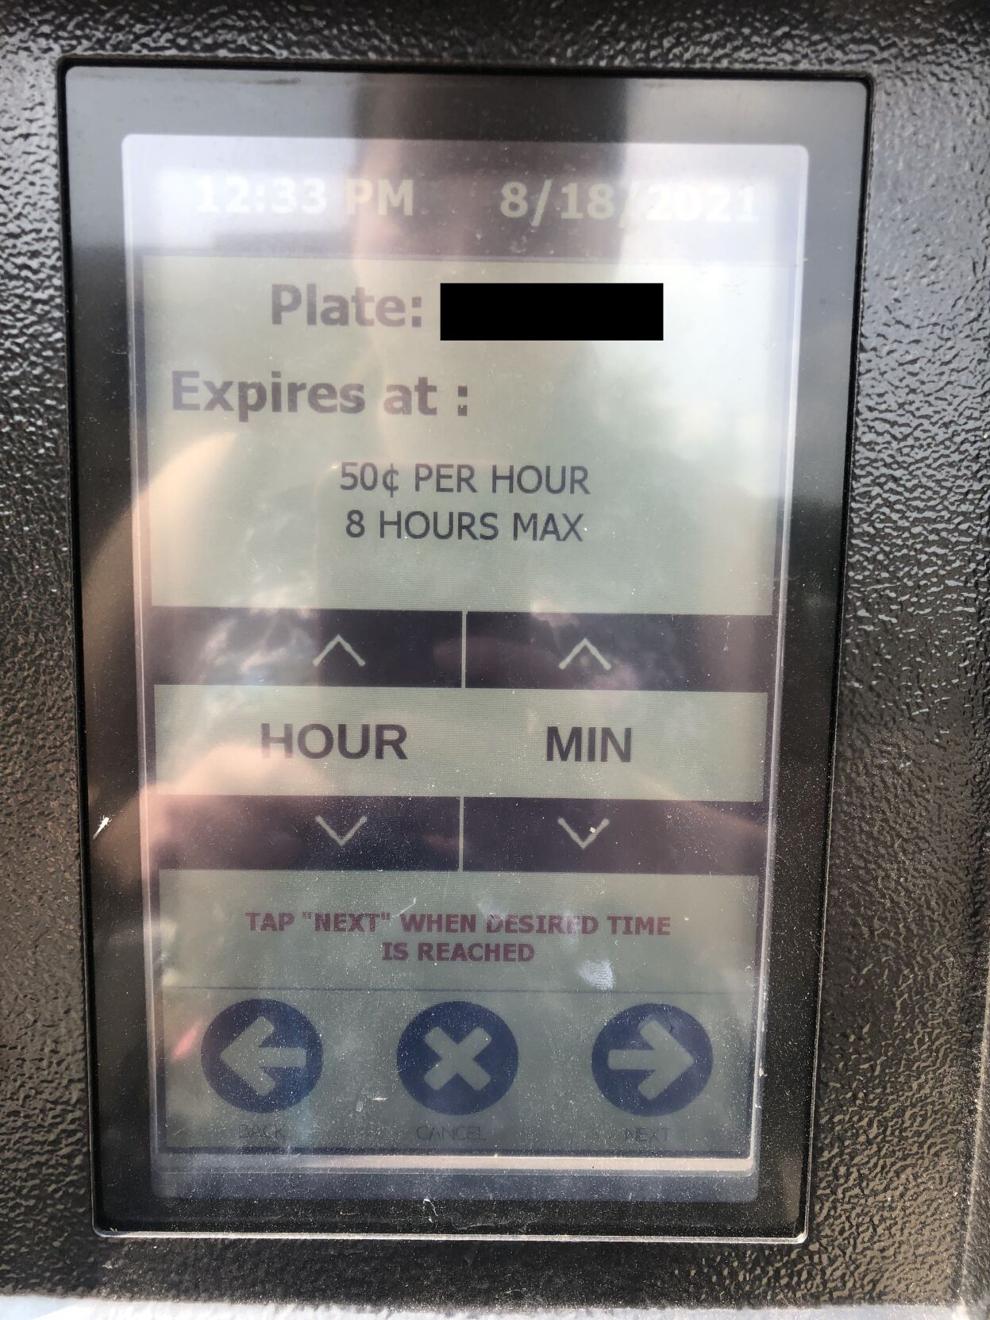 12:33 PM 8/18/2021
Plate:
Expires at :
50¢ PER HOUR
8 HOURS MAX
HOUR MIN
TAP "NEXT" WHEN DESIRED TIME
IS REACHED
BACK CANCEL NEXT